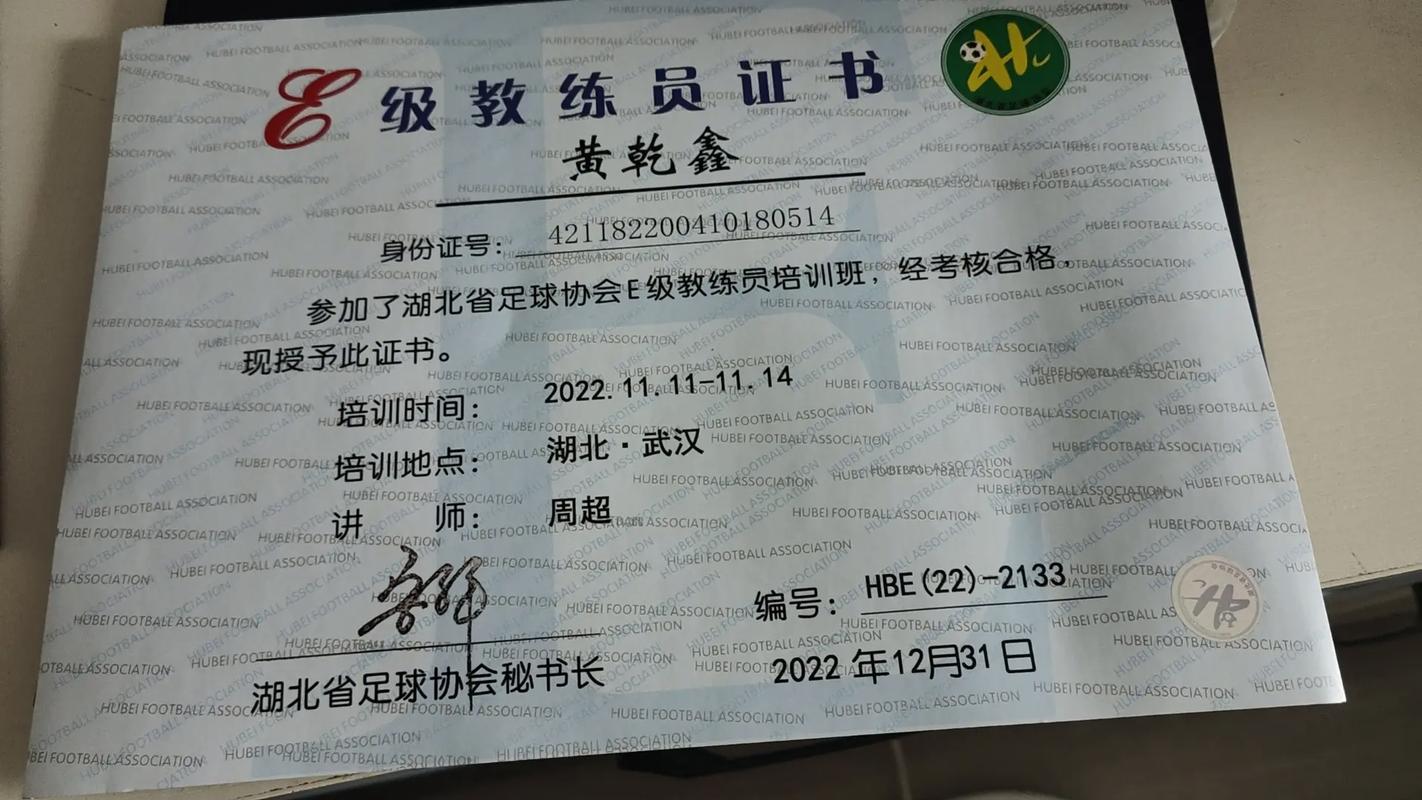 E级教练员证书
黄乾鑫
身份证号：421182200410180514
参加了湖北省足球协会E级教练员培训班，经考核合格，
现授予此证书。
培训时间：2022.11.11-11.14
培训地点：湖北·武汉
讲 师：周超
编号：HBE(22)-2133
湖北省足球协会秘书长
2022年12月31日
HUBEI FOOTBALL ASSOCIATION